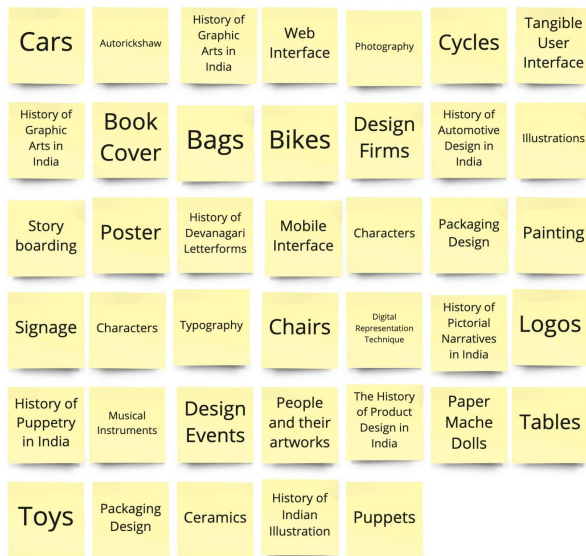 Cars
Autorickshaw
History of
Graphic
Arts in
India
Web
Interface
Photography
Cycles
Tangible
User
Interface
History of
Graphic
Arts in
India
Book
Cover
Bags
Bikes
Design
Firms
History of
Automotive
Design in
India
Illustrations
Story
boarding
Poster
History of
Devanagari
Letterforms
Mobile
Interface
Characters
Packaging
Design
Painting
Signage
Characters
Typography
Chairs
Digital
Representation
Technique
History of
Pictorial
Narratives
in India
Logos
History of
Puppetry
in India
Musical
Instruments
Design
Events
People
and their
artworks
The History
of Product
Design in
India
Paper
Mache
Dolls
Tables
Toys
Packaging
Design
Ceramics
History of
Indian
Illustration
Puppets